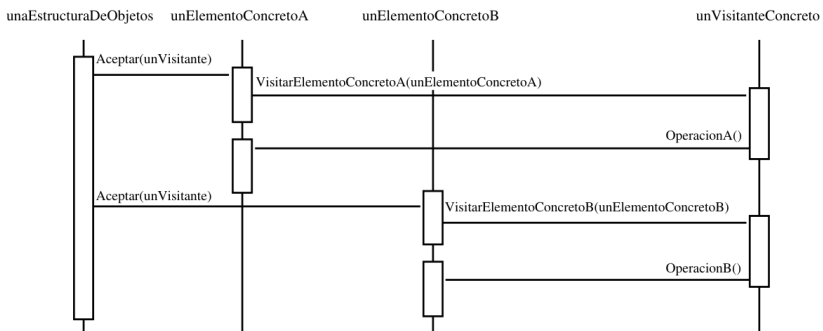 unaEstructuraDeObjetos unElementoConcretoA unElementoConcretoB unVisitanteConcreto
Aceptar(unVisitante)
VisitarElementoConcretoA(unElementoConcretoA)
OperacionA()
Aceptar(unVisitante)
VisitarElementoConcretoB(unElementoConcretoB)
OperacionB()